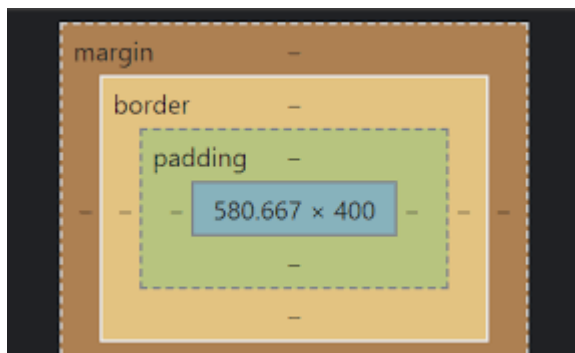 margin –
border –
padding –
– – – 580.667 × 400 – – –
–
–